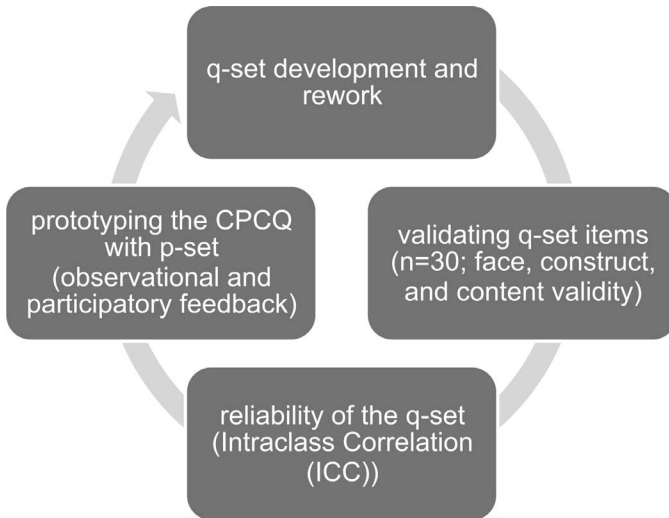 q-set development and
rework
validating q-set items
(n=30; face, construct,
and content validity)
reliability of the q-set
(Intraclass Correlation
(ICC))
prototyping the CPCQ
with p-set
(observational and
participatory feedback)